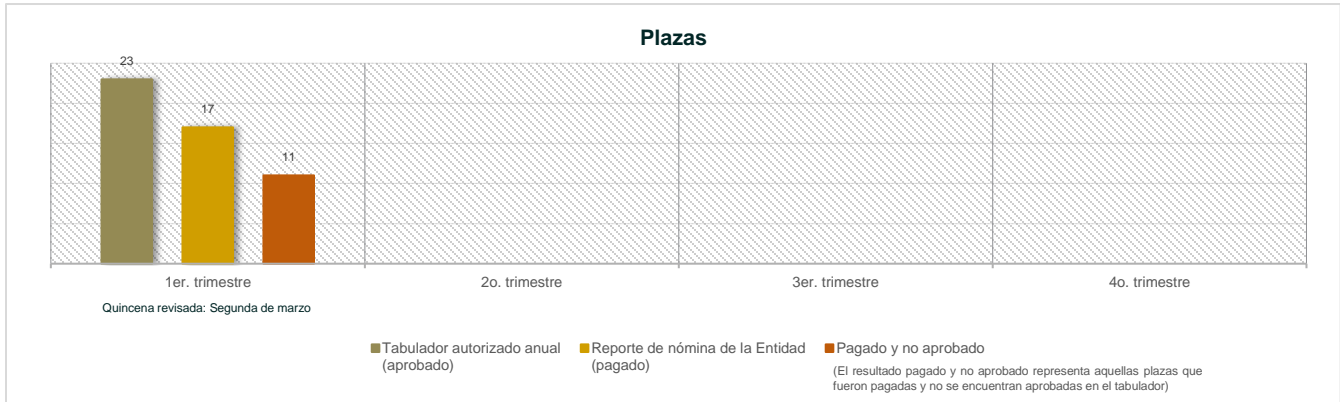 Plazas
23
17
11
1er. trimestre
2o. trimestre
3er. trimestre
4o. trimestre
Quincena revisada: Segunda de marzo
Tabulador autorizado anual
(aprobado)
Reporte de nómina de la Entidad
(pagado)
Pagado y no aprobado
(El resultado pagado y no aprobado representa aquellas plazas que
fueron pagadas y no se encuentran aprobadas en el tabulador)